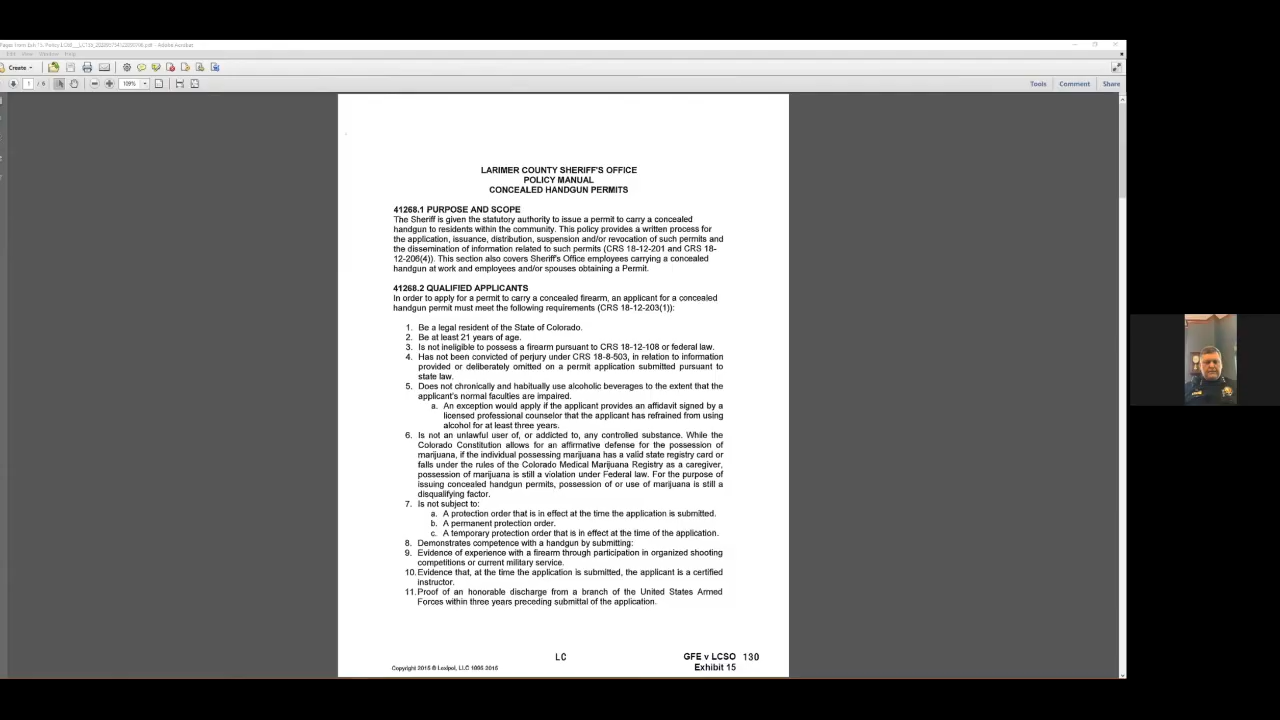 Create
1 / 6
109%
Tools Comment Share
LARIMER COUNTY SHERIFF'S OFFICE
POLICY MANUAL
CONCEALED HANDGUN PERMITS
41268.1 PURPOSE AND SCOPE
The Sheriff is given the statutory authority to issue a permit to carry a concealed
handgun to residents within the community. This policy provides a written process for
the application, issuance, distribution, suspension and/or revocation of such permits and
the dissemination of information related to such permits (CRS 18-12-201 and CRS 18-
12-206(4)). This section also covers Sheriff's Office employees carrying a concealed
handgun at work and employees and/or spouses obtaining a Permit.
41268.2 QUALIFIED APPLICANTS
In order to apply for a permit to carry a concealed firearm, an applicant for a concealed
handgun permit must meet the following requirements (CRS 18-12-203(1)):
1. Be a legal resident of the State of Colorado.
2. Be at least 21 years of age.
3. Is not ineligible to possess a firearm pursuant to CRS 18-12-108 or federal law.
4. Has not been convicted of perjury under CRS 18-8-503, in relation to information
provided or deliberately omitted on a permit application submitted pursuant to
state law.
5. Does not chronically and habitually use alcoholic beverages to the extent that the
applicant's normal faculties are impaired.
a. An exception would apply if the applicant provides an affidavit signed by a
licensed professional counselor that the applicant has refrained from using
alcohol for at least three years.
6. Is not an unlawful user of, or addicted to, any controlled substance. While the
Colorado Constitution allows for an affirmative defense for the possession of
marijuana, if the individual possessing marijuana has a valid state registry card or
falls under the rules of the Colorado Medical Marijuana Registry as a caregiver,
possession of marijuana is still a violation under Federal law. For the purpose of
issuing concealed handgun permits, possession of or use of marijuana is still a
disqualifying factor.
7. Is not subject to:
a. A protection order that is in effect at the time the application is submitted.
b. A permanent protection order.
c. A temporary protection order that is in effect at the time of the application.
8. Demonstrates competence with a handgun by submitting:
9. Evidence of experience with a firearm through participation in organized shooting
competitions or current military service.
10. Evidence that, at the time the application is submitted, the applicant is a certified
instructor.
11. Proof of an honorable discharge from a branch of the United States Armed
Forces within three years preceding submittal of the application.
LC
GFE v LCSO 130
Exhibit 15
Copyright 2015 © Lexipol, LLC 1995-2015